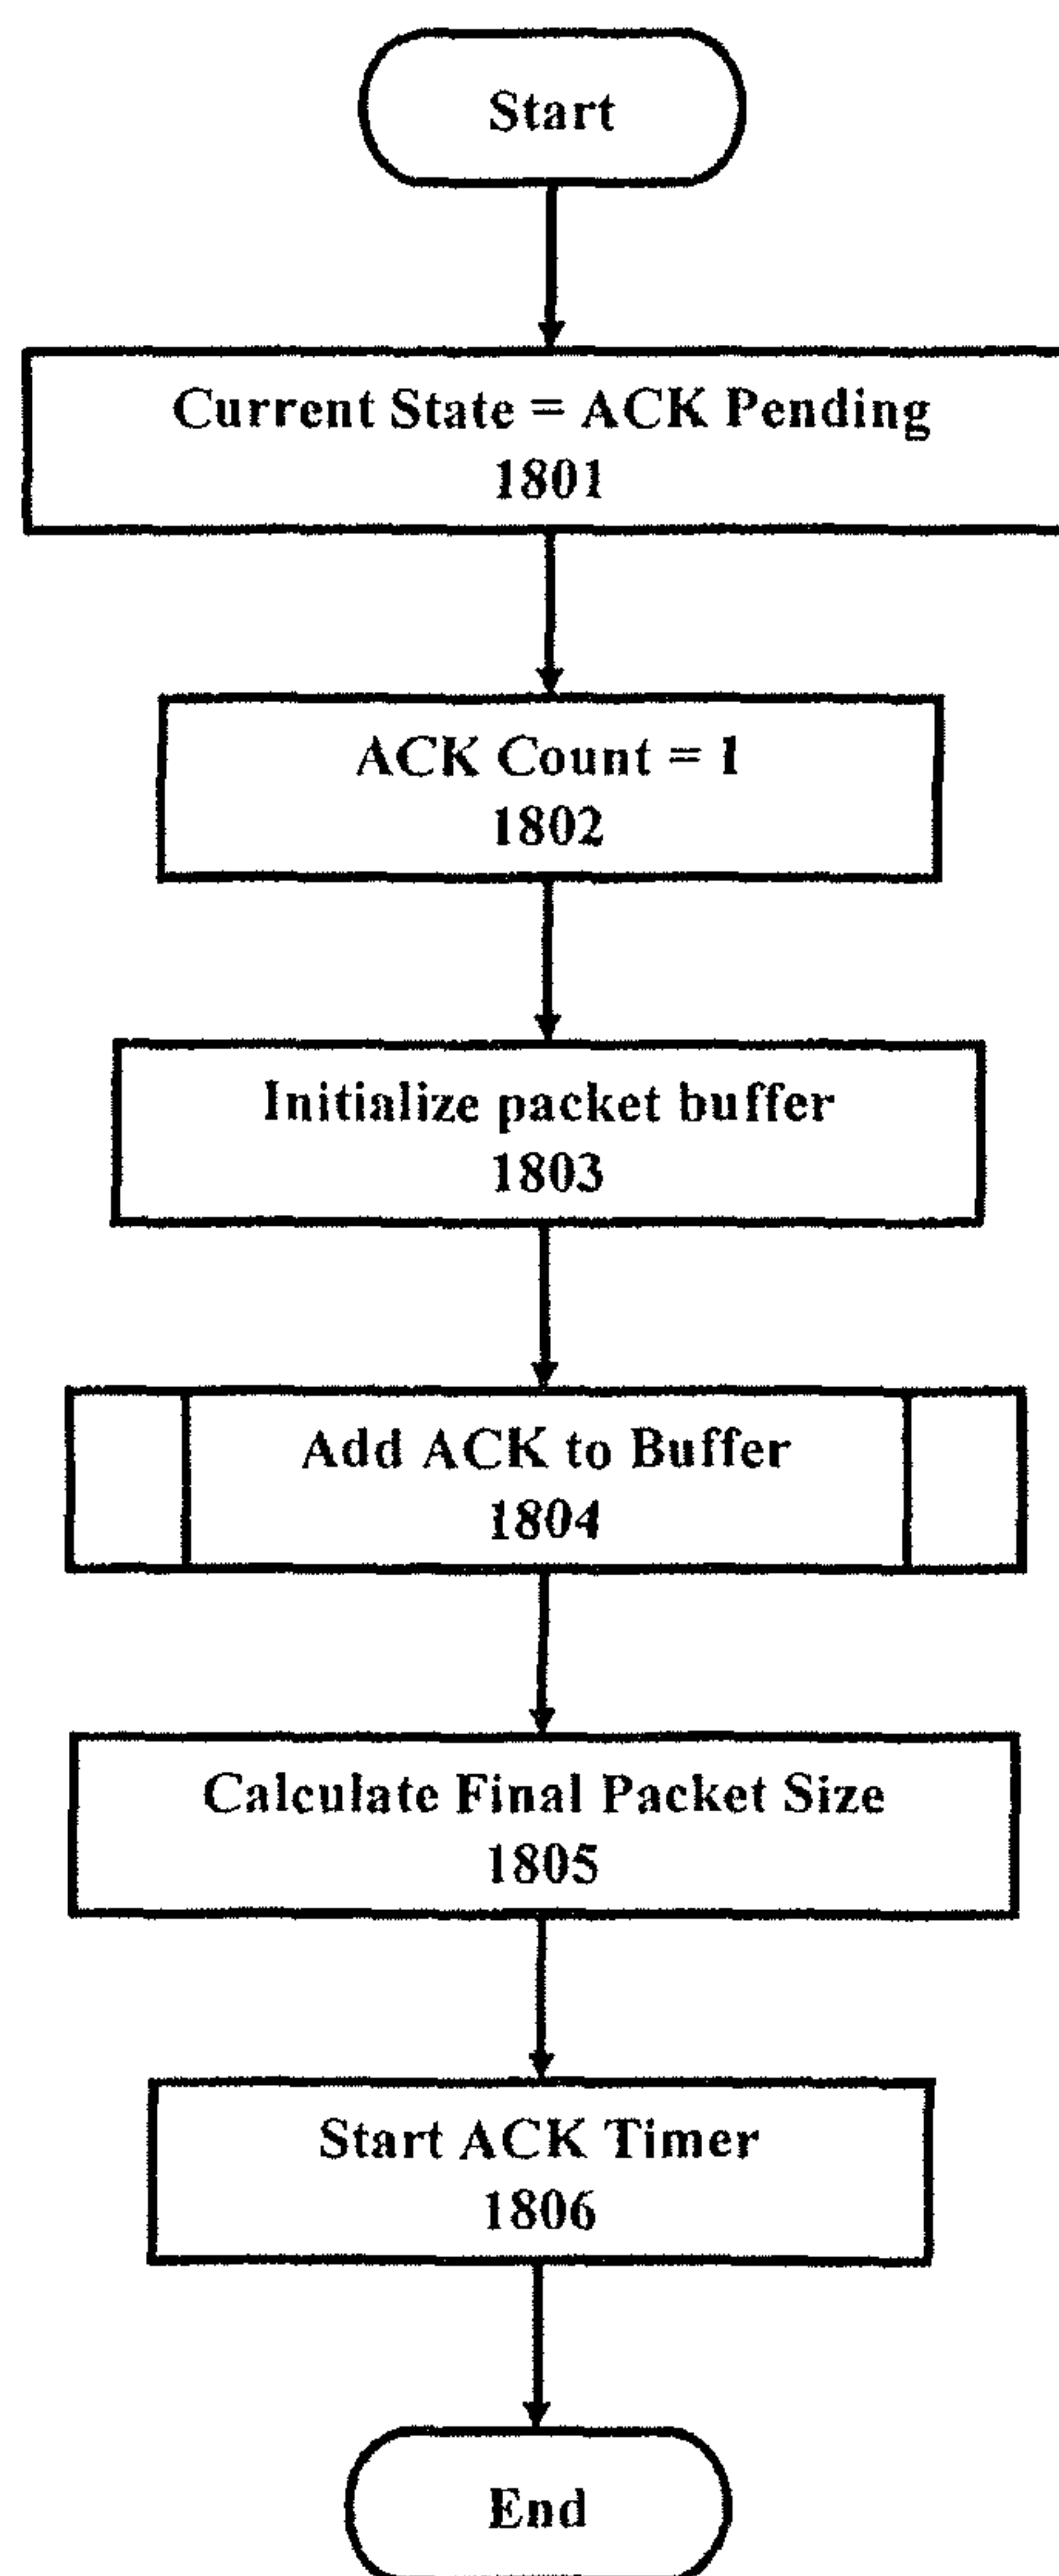 Start
Current State = ACK Pending
1801
ACK Count = 1
1802
Initialize packet buffer
1803
Add ACK to Buffer
1804
Calculate Final Packet Size
1805
Start ACK Timer
1806
End